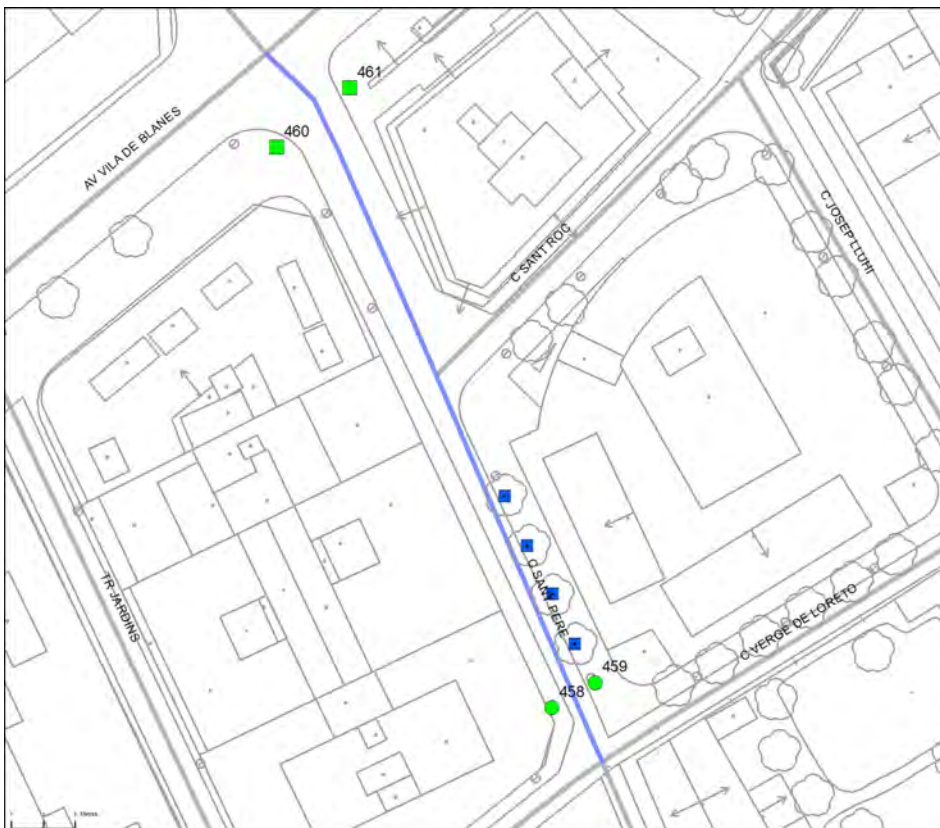 461
460
AV VILA DE BLANES
C SANT ROC
C JOSEP LLUHI
C SANT PERE
TR JARDINS
C VERGE DE LORETO
459
458